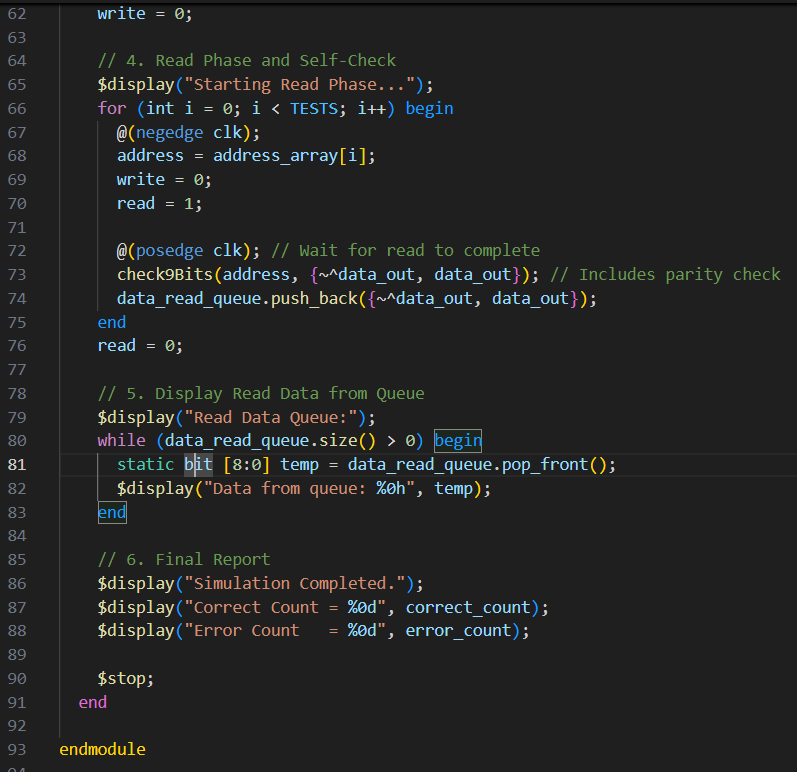 62 write = 0;
63
64 // 4. Read Phase and Self-Check
65 $display("Starting Read Phase...");
66 for (int i = 0; i < TESTS; i++) begin
67 @(negedge clk);
68 address = address_array[i];
69 write = 0;
70 read = 1;
71
72 @(posedge clk); // Wait for read to complete
73 check9Bits(address, {~^data_out, data_out}); // Includes parity check
74 data_read_queue.push_back({~^data_out, data_out});
75 end
76 read = 0;
77
78 // 5. Display Read Data from Queue
79 $display("Read Data Queue:");
80 while (data_read_queue.size() > 0) begin
81 static bit [8:0] temp = data_read_queue.pop_front();
82 $display("Data from queue: %0h", temp);
83 end
84
85 // 6. Final Report
86 $display("Simulation Completed.");
87 $display("Correct Count = %0d", correct_count);
88 $display("Error Count   = %0d", error_count);
89
90 $stop;
91 end
92
93 endmodule